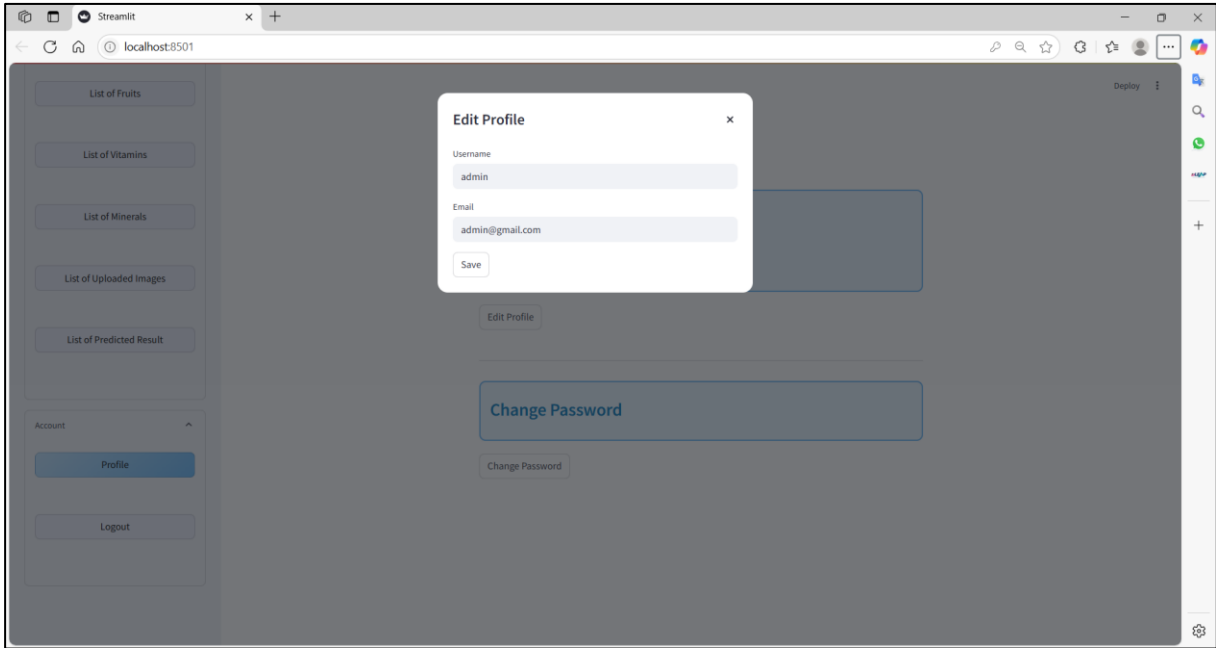 Streamlit
localhost:8501
List of Fruits
List of Vitamins
List of Minerals
List of Uploaded Images
List of Predicted Result
Account
Profile
Logout
Deploy
Edit Profile
Username
admin
Email
admin@gmail.com
Save
Edit Profile
Change Password
Change Password